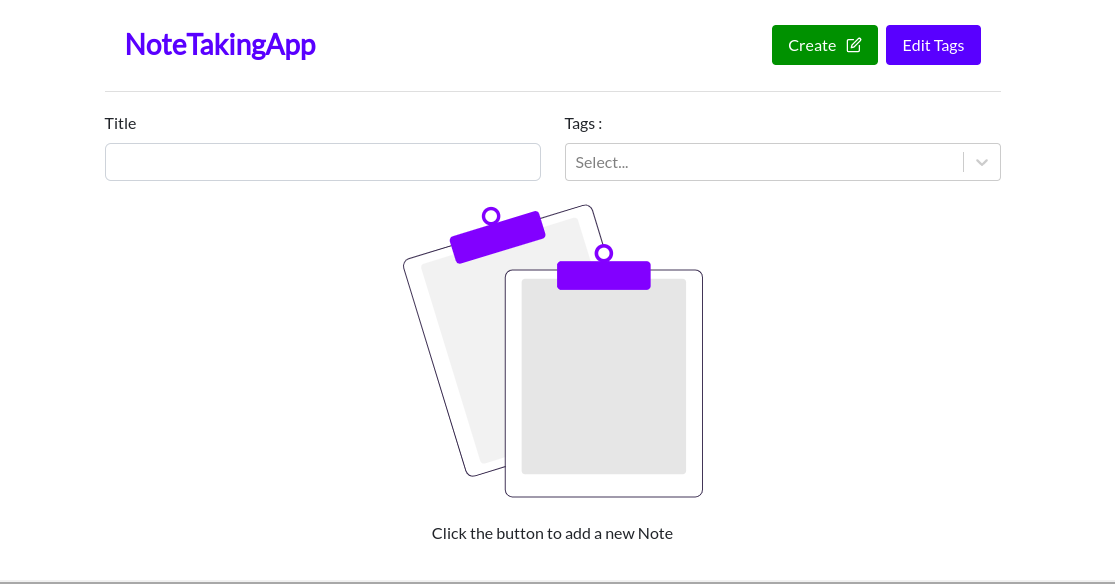 NoteTakingApp
Create
Edit Tags
Title
Tags :
Select...
Click the button to add a new Note